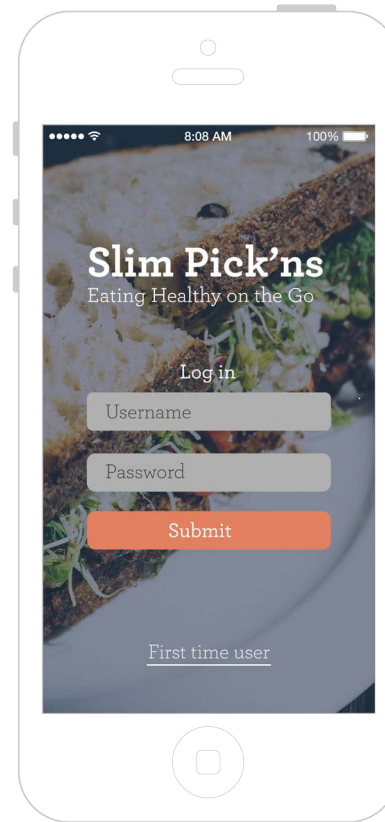 8:08 AM 100%
Slim Pick’ns
Eating Healthy on the Go
Log in
Username
Password
Submit
First time user